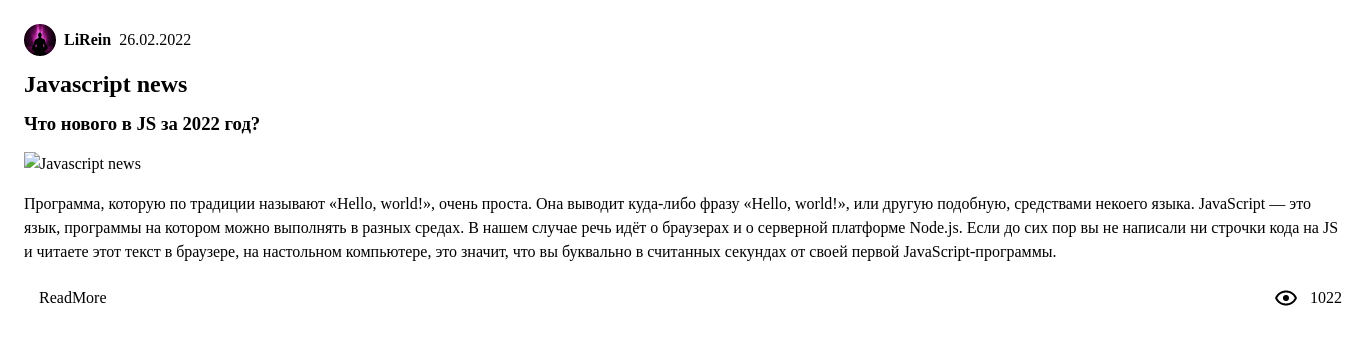 LiRein 26.02.2022
Javascript news
Что нового в JS за 2022 год?
Javascript news
Программа, которую по традиции называют «Hello, world!», очень проста. Она выводит куда-либо фразу «Hello, world!», или другую подобную, средствами некоего языка. JavaScript — это
язык, программы на котором можно выполнять в разных средах. В нашем случае речь идёт о браузерах и о серверной платформе Node.js. Если до сих пор вы не написали ни строчки кода на JS
и читаете этот текст в браузере, на настольном компьютере, это значит, что вы буквально в считанных секундах от своей первой JavaScript-программы.
ReadMore 1022